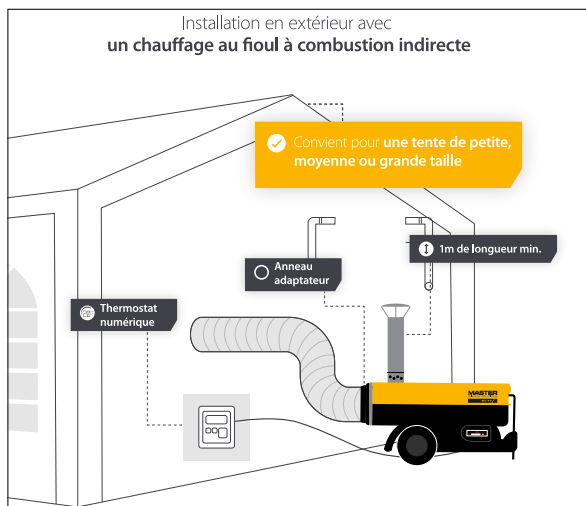 Installation en extérieur avec
un chauffage au fioul à combustion indirecte
Convient pour une tente de petite,
moyenne ou grande taille
1m de longueur min.
Anneau
adaptateur
Thermostat
numérique
MASTER